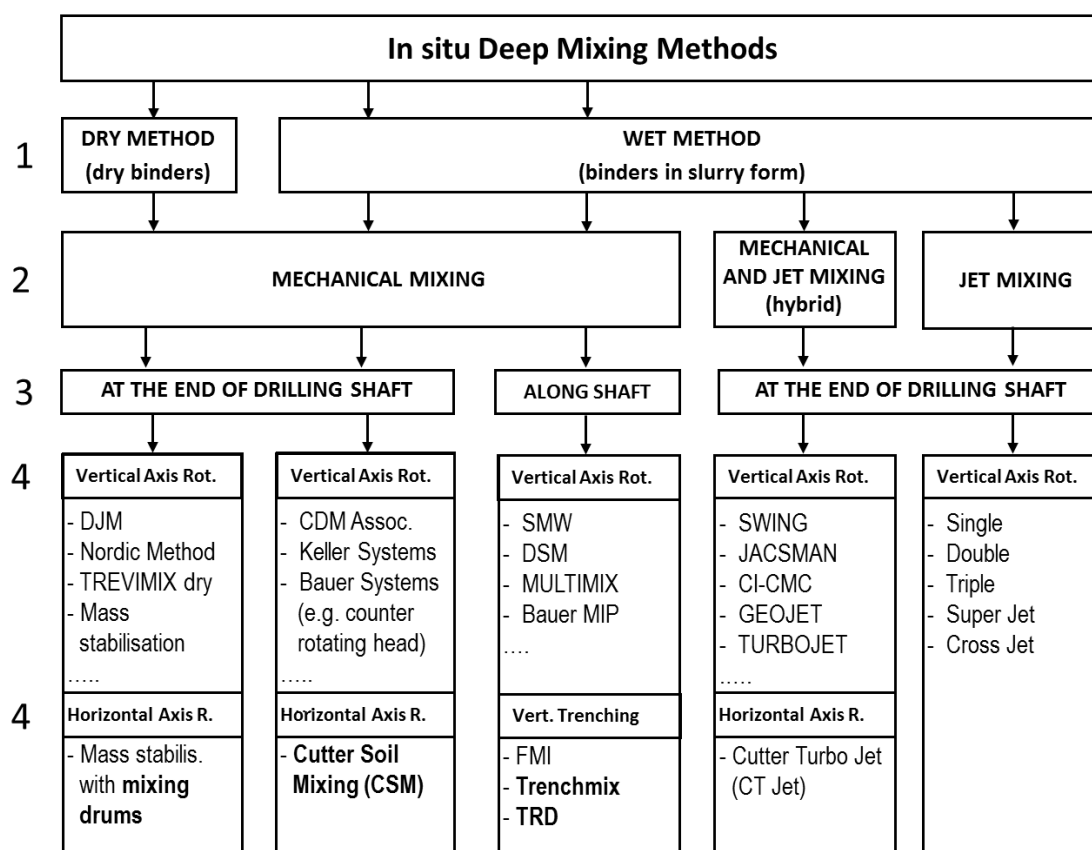 In situ Deep Mixing Methods
1
DRY METHOD
(dry binders)
WET METHOD
(binders in slurry form)
2
MECHANICAL MIXING
MECHANICAL
AND JET MIXING
(hybrid)
JET MIXING
3
AT THE END OF DRILLING SHAFT
ALONG SHAFT
AT THE END OF DRILLING SHAFT
4
Vertical Axis Rot.
- DJM
- Nordic Method
- TREVIMIX dry
- Mass
stabilisation
.....
Vertical Axis Rot.
- CDM Assoc.
- Keller Systems
- Bauer Systems
(e.g. counter
rotating head)
.....
Vertical Axis Rot.
- SMW
- DSM
- MULTIMIX
- Bauer MIP
....
Vertical Axis Rot.
- SWING
- JACSMAN
- CI-CMC
- GEOJET
- TURBOJET
.....
Vertical Axis Rot.
- Single
- Double
- Triple
- Super Jet
- Cross Jet
4
Horizontal Axis R.
- Mass stabilis.
with mixing
drums
Horizontal Axis R.
- Cutter Soil
Mixing (CSM)
Vert. Trenching
- FMI
- Trenchmix
- TRD
Horizontal Axis R.
- Cutter Turbo Jet
(CT Jet)